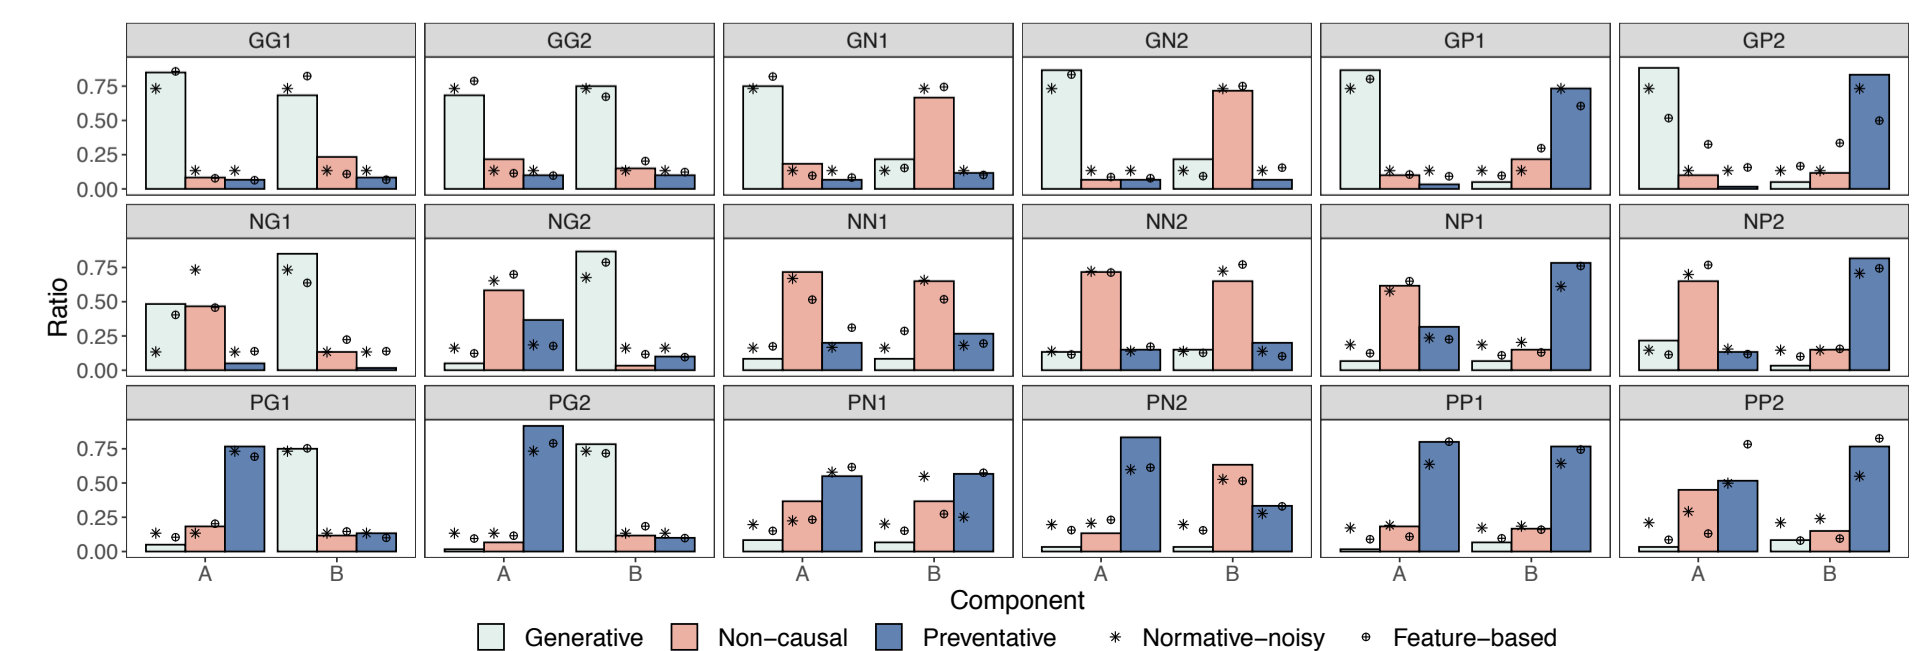 GG1 GG2 GN1 GN2 GP1 GP2
0.75
0.50
0.25
0.00
NG1 NG2 NN1 NN2 NP1 NP2
0.75
0.50
0.25
0.00
Ratio
PG1 PG2 PN1 PN2 PP1 PP2
0.75
0.50
0.25
0.00
A B A B A B A B A B A B
Component
Generative Non-causal Preventative Normative-noisy Feature-based